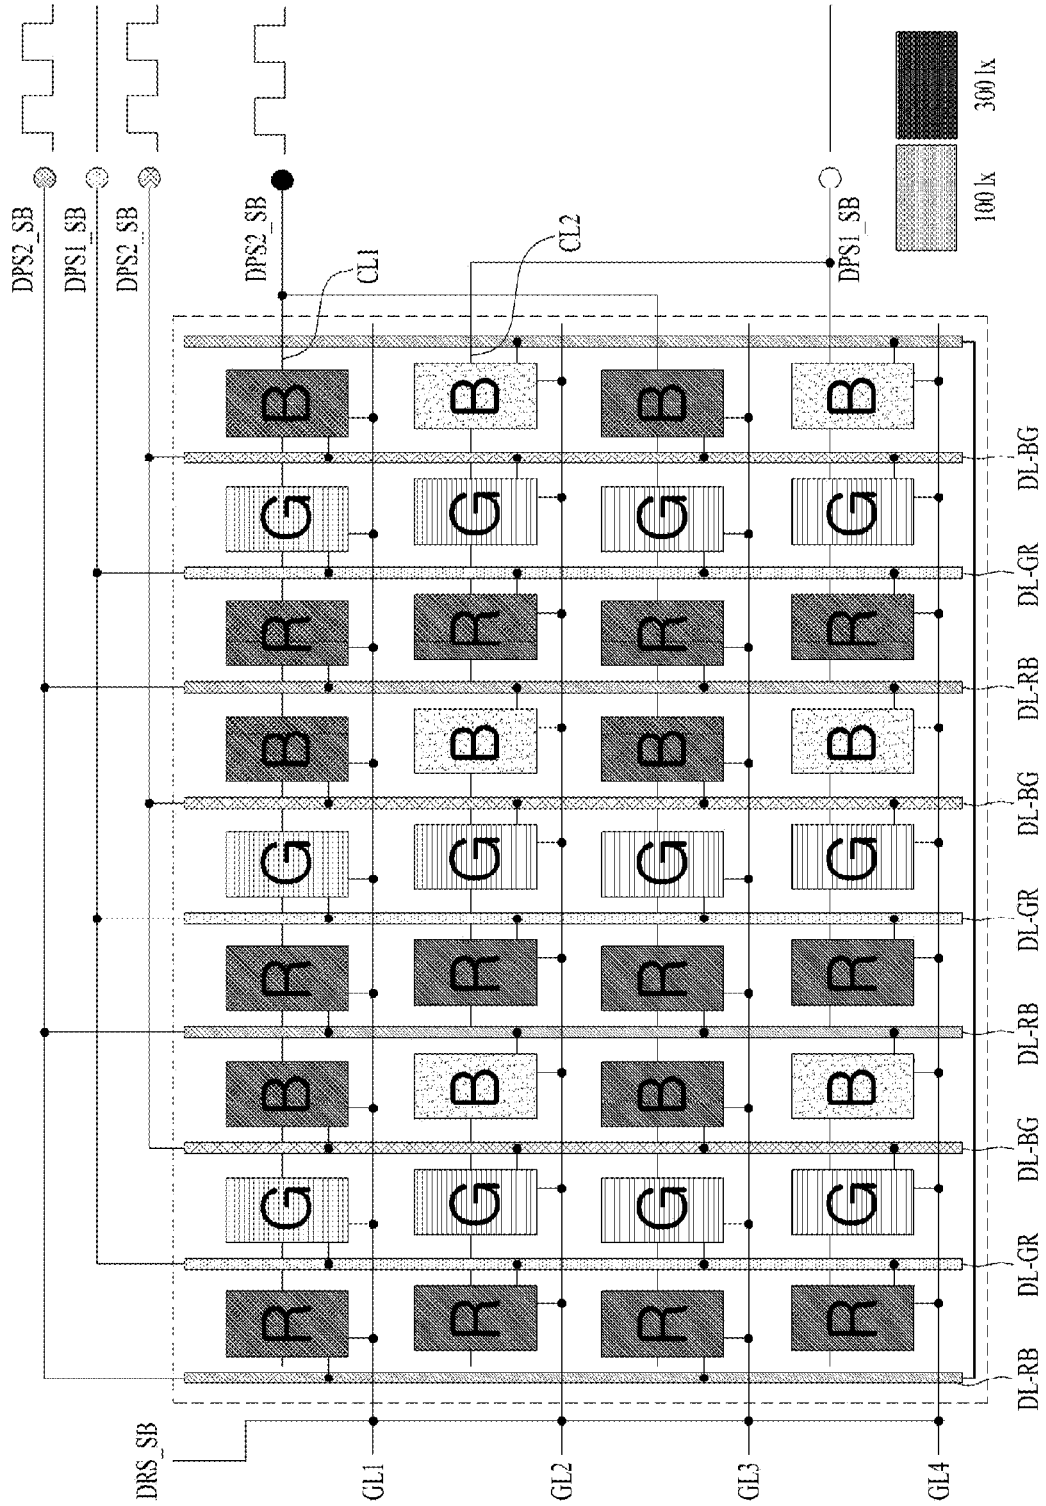 DPS2_SB
DPS1_SB
DPS2_SB
DRS_SB
DPS2_SB
R G B R G B R G B
CL1
GL1
R G B R G B R G B
CL2
GL2
R G B R G B R G B
GL3
R G B R G B R G B
DPS1_SB
GL4
100 lx 300 lx
DL-RB DL-GR DL-BG DL-RB DL-GR DL-BG DL-RB DL-GR DL-BG